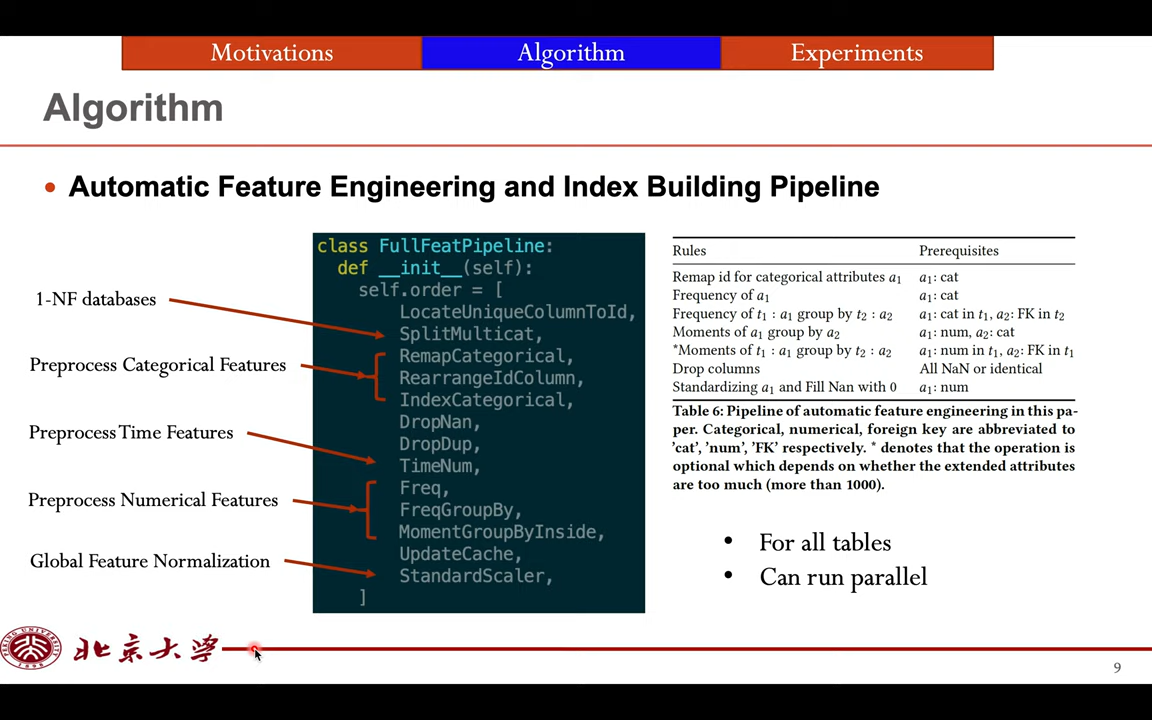 Motivations
Algorithm
Experiments
Algorithm
• Automatic Feature Engineering and Index Building Pipeline
1-NF databases
Preprocess Categorical Features
Preprocess Time Features
Preprocess Numerical Features
Global Feature Normalization
class FullFeatPipeline:
def __init__(self):
self.order = [
LocateUniqueColumnToId,
SplitMulticat,
RemapCategorical,
RearrangeIdColumn,
IndexCategorical,
DropNan,
DropDup,
TimeNum,
Freq,
FreqGroupBy,
MomentGroupByInside,
UpdateCache,
StandardScaler,
]
Rules Prerequisites
Remap id for categorical attributes a₁ a₁: cat
Frequency of a₁ a₁: cat
Frequency of t₁ : a₁ group by t₂ : a₂ a₁: cat in t₁, a₂: FK in t₂
Moments of a₁ group by a₂ a₁: num, a₂: cat
*Moments of t₁ : a₁ group by t₂ : a₂ a₁: num in t₁, a₂: FK in t₁
Drop columns All NaN or identical
Standardizing a₁ and Fill Nan with 0 a₁: num
Table 6: Pipeline of automatic feature engineering in this pa-
per. Categorical, numerical, foreign key are abbreviated to
'cat', 'num', 'FK' respectively. * denotes that the operation is
optional which depends on whether the extended attributes
are too much (more than 1000).
• For all tables
• Can run parallel
北京大学
9